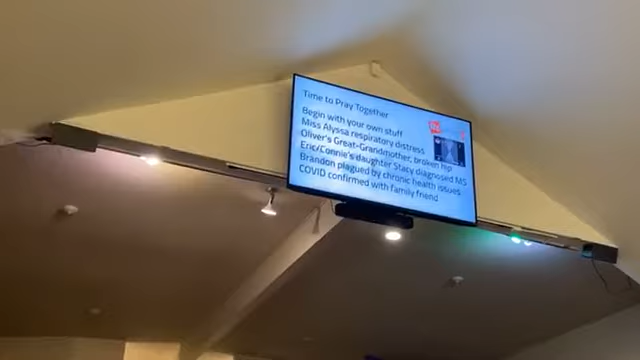 Time to Pray Together
Begin with your own stuff
Miss Alyssa respiratory distress
Oliver's Great-Grandmother, broken hip
Eric/Connie's daughter Stacy diagnosed MS
Brandon plagued by chronic health issues
COVID confirmed with family friend